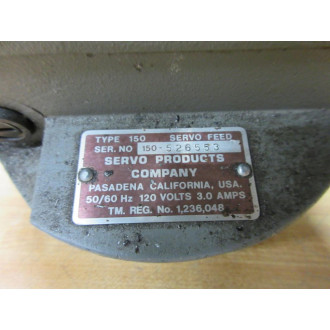 TYPE 150 SERVO FEED
SER. NO 150-526553
SERVO PRODUCTS
COMPANY
PASADENA CALIFORNIA, USA.
50/60 Hz 120 VOLTS 3.0 AMPS
TM. REG. No. 1,236,048